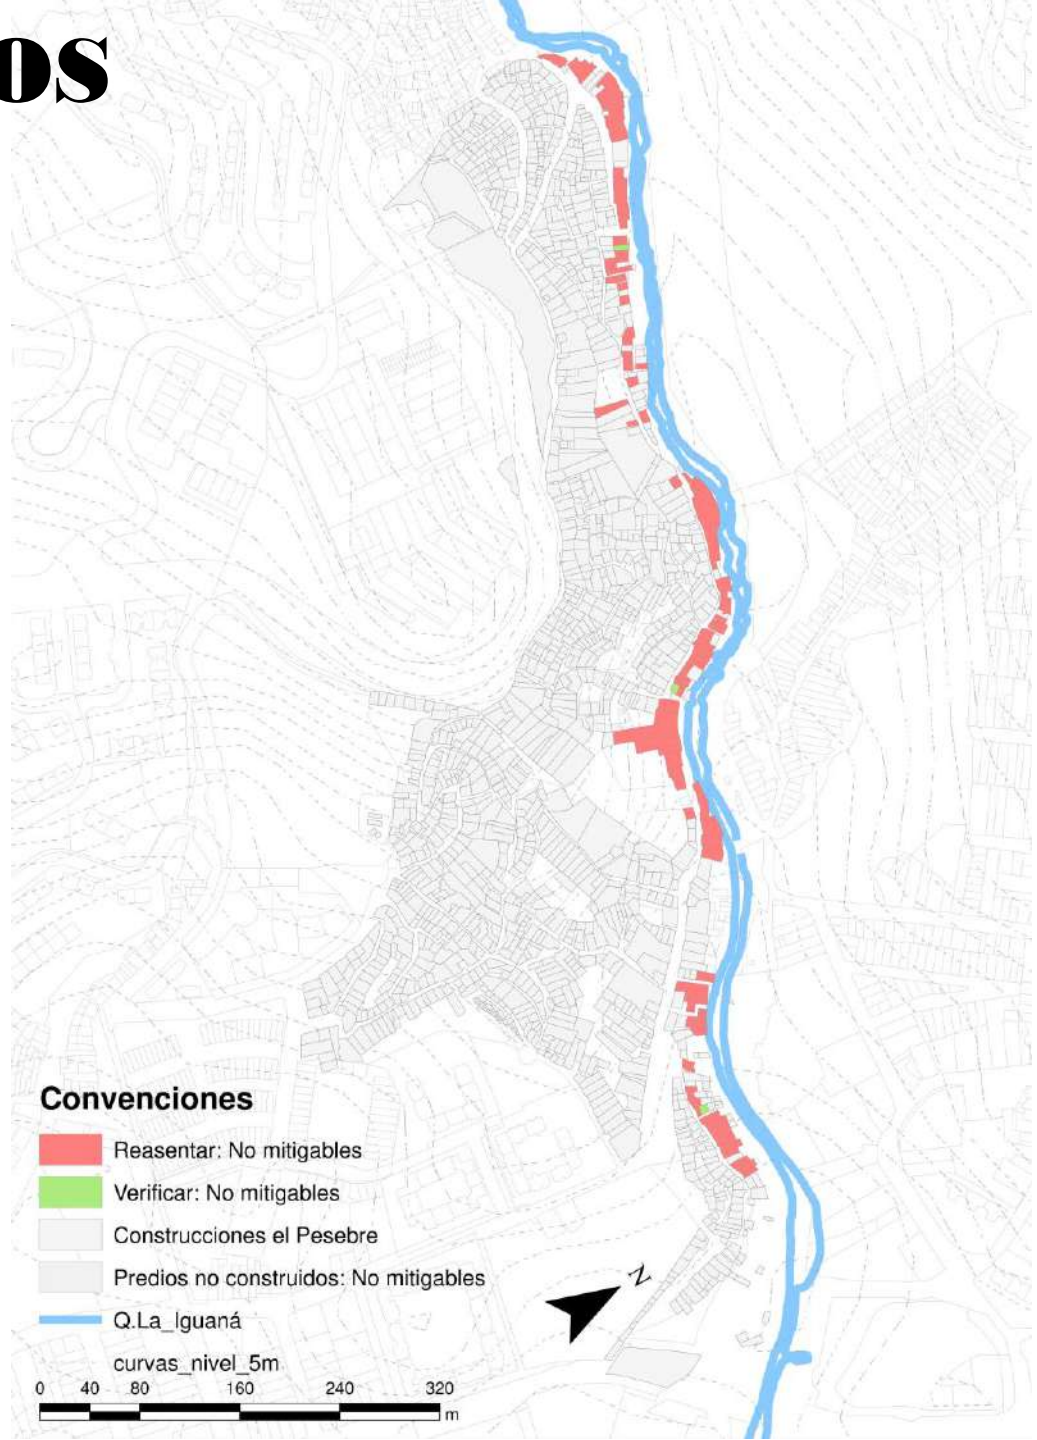 OS
N
Convenciones
Reasentar: No mitigables
Verificar: No mitigables
Construcciones el Pesebre
Predios no construidos: No mitigables
Q.La_Iguaná
curvas_nivel_5m
0 40 80 160 240 320
m